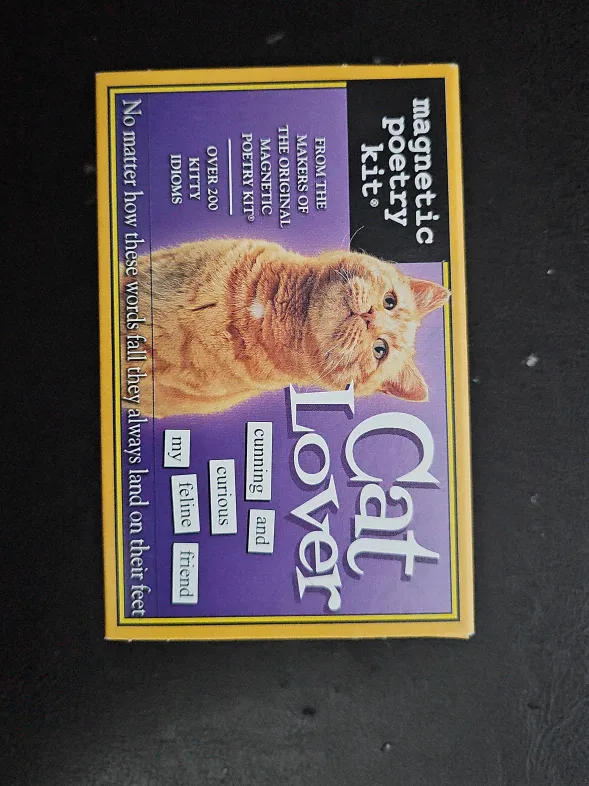 magnetic
poetry
kit®
FROM THE
MAKERS OF
THE ORIGINAL
MAGNETIC
POETRY KIT®
OVER 200
KITTY
IDIOMS
Cat
Lover
cunning and
curious
my feline friend
No matter how these words fall they always land on their feet